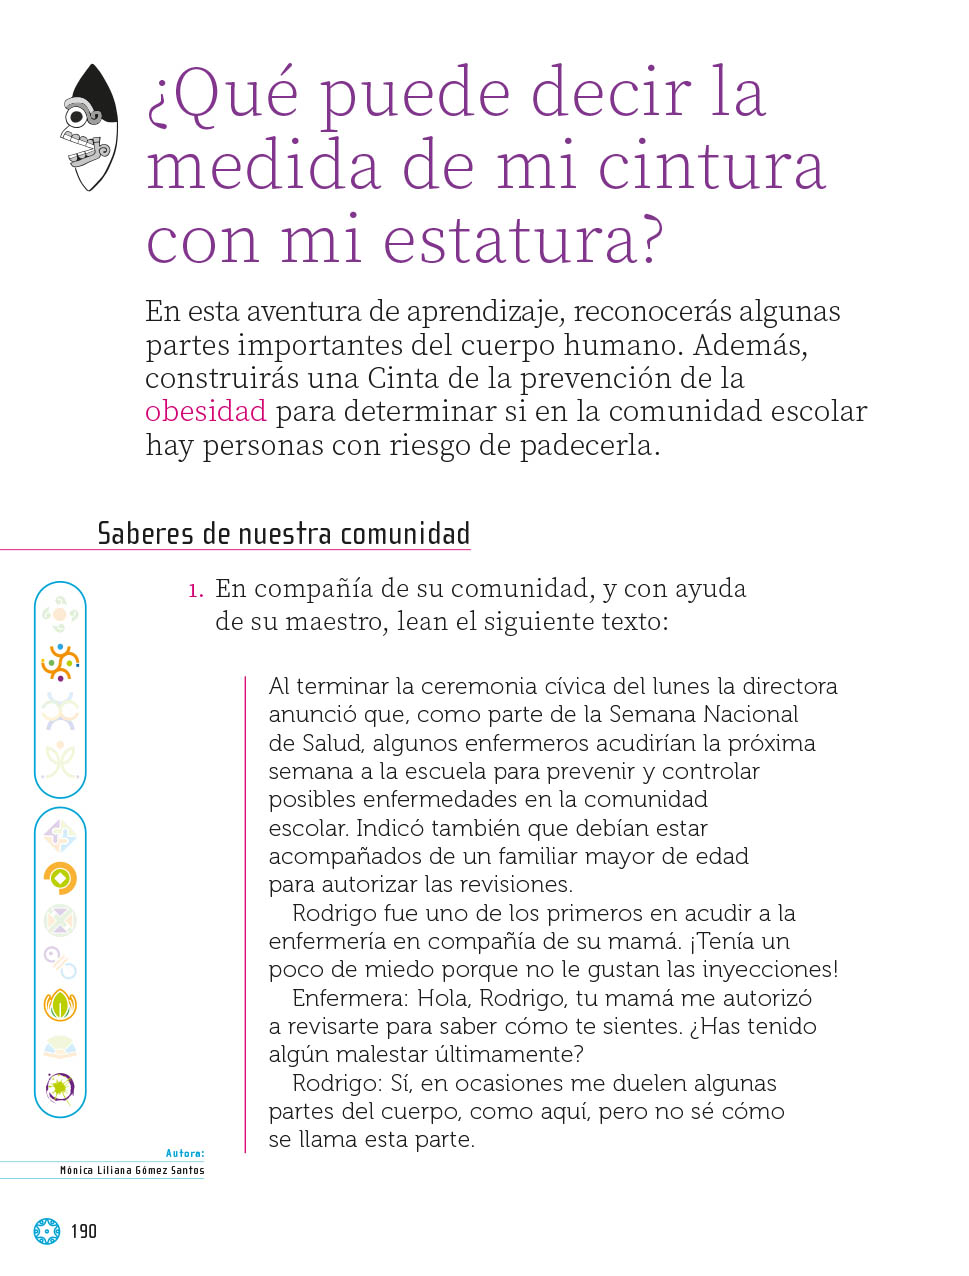 ¿Qué puede decir la
medida de mi cintura
con mi estatura?
En esta aventura de aprendizaje, reconocerás algunas
partes importantes del cuerpo humano. Además,
construirás una Cinta de la prevención de la
obesidad para determinar si en la comunidad escolar
hay personas con riesgo de padecerla.
Saberes de nuestra comunidad
1. En compañía de su comunidad, y con ayuda
de su maestro, lean el siguiente texto:
Al terminar la ceremonia cívica del lunes la directora
anunció que, como parte de la Semana Nacional
de Salud, algunos enfermeros acudirían la próxima
semana a la escuela para prevenir y controlar
posibles enfermedades en la comunidad
escolar. Indicó también que debían estar
acompañados de un familiar mayor de edad
para autorizar las revisiones.
Rodrigo fue uno de los primeros en acudir a la
enfermería en compañía de su mamá. ¡Tenía un
poco de miedo porque no le gustan las inyecciones!
Enfermera: Hola, Rodrigo, tu mamá me autorizó
a revisarte para saber cómo te sientes. ¿Has tenido
algún malestar últimamente?
Rodrigo: Sí, en ocasiones me duelen algunas
partes del cuerpo, como aquí, pero no sé cómo
se llama esta parte.
Autora:
Mónica Liliana Gómez Santos
190